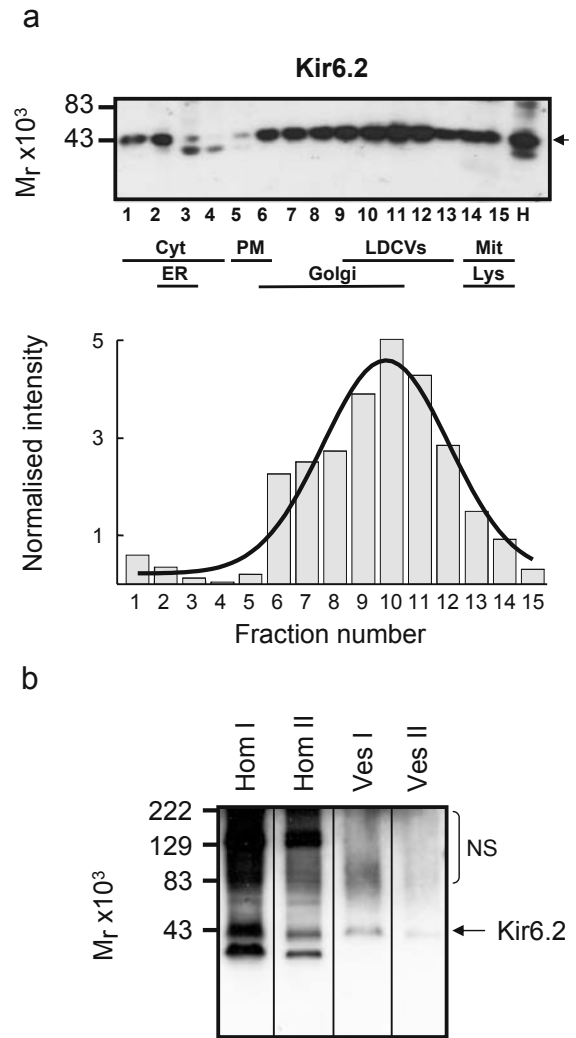 a
Kir6.2
Mr x10³
83
43
1 2 3 4 5 6 7 8 9 10 11 12 13 14 15 H
Cyt PM LDCVs Mit
ER Golgi Lys
Normalised intensity
5
3
1
1 2 3 4 5 6 7 8 9 10 11 12 13 14 15
Fraction number
b
Hom I Hom II Ves I Ves II
Mr x10³
222
129
83
43
NS
Kir6.2